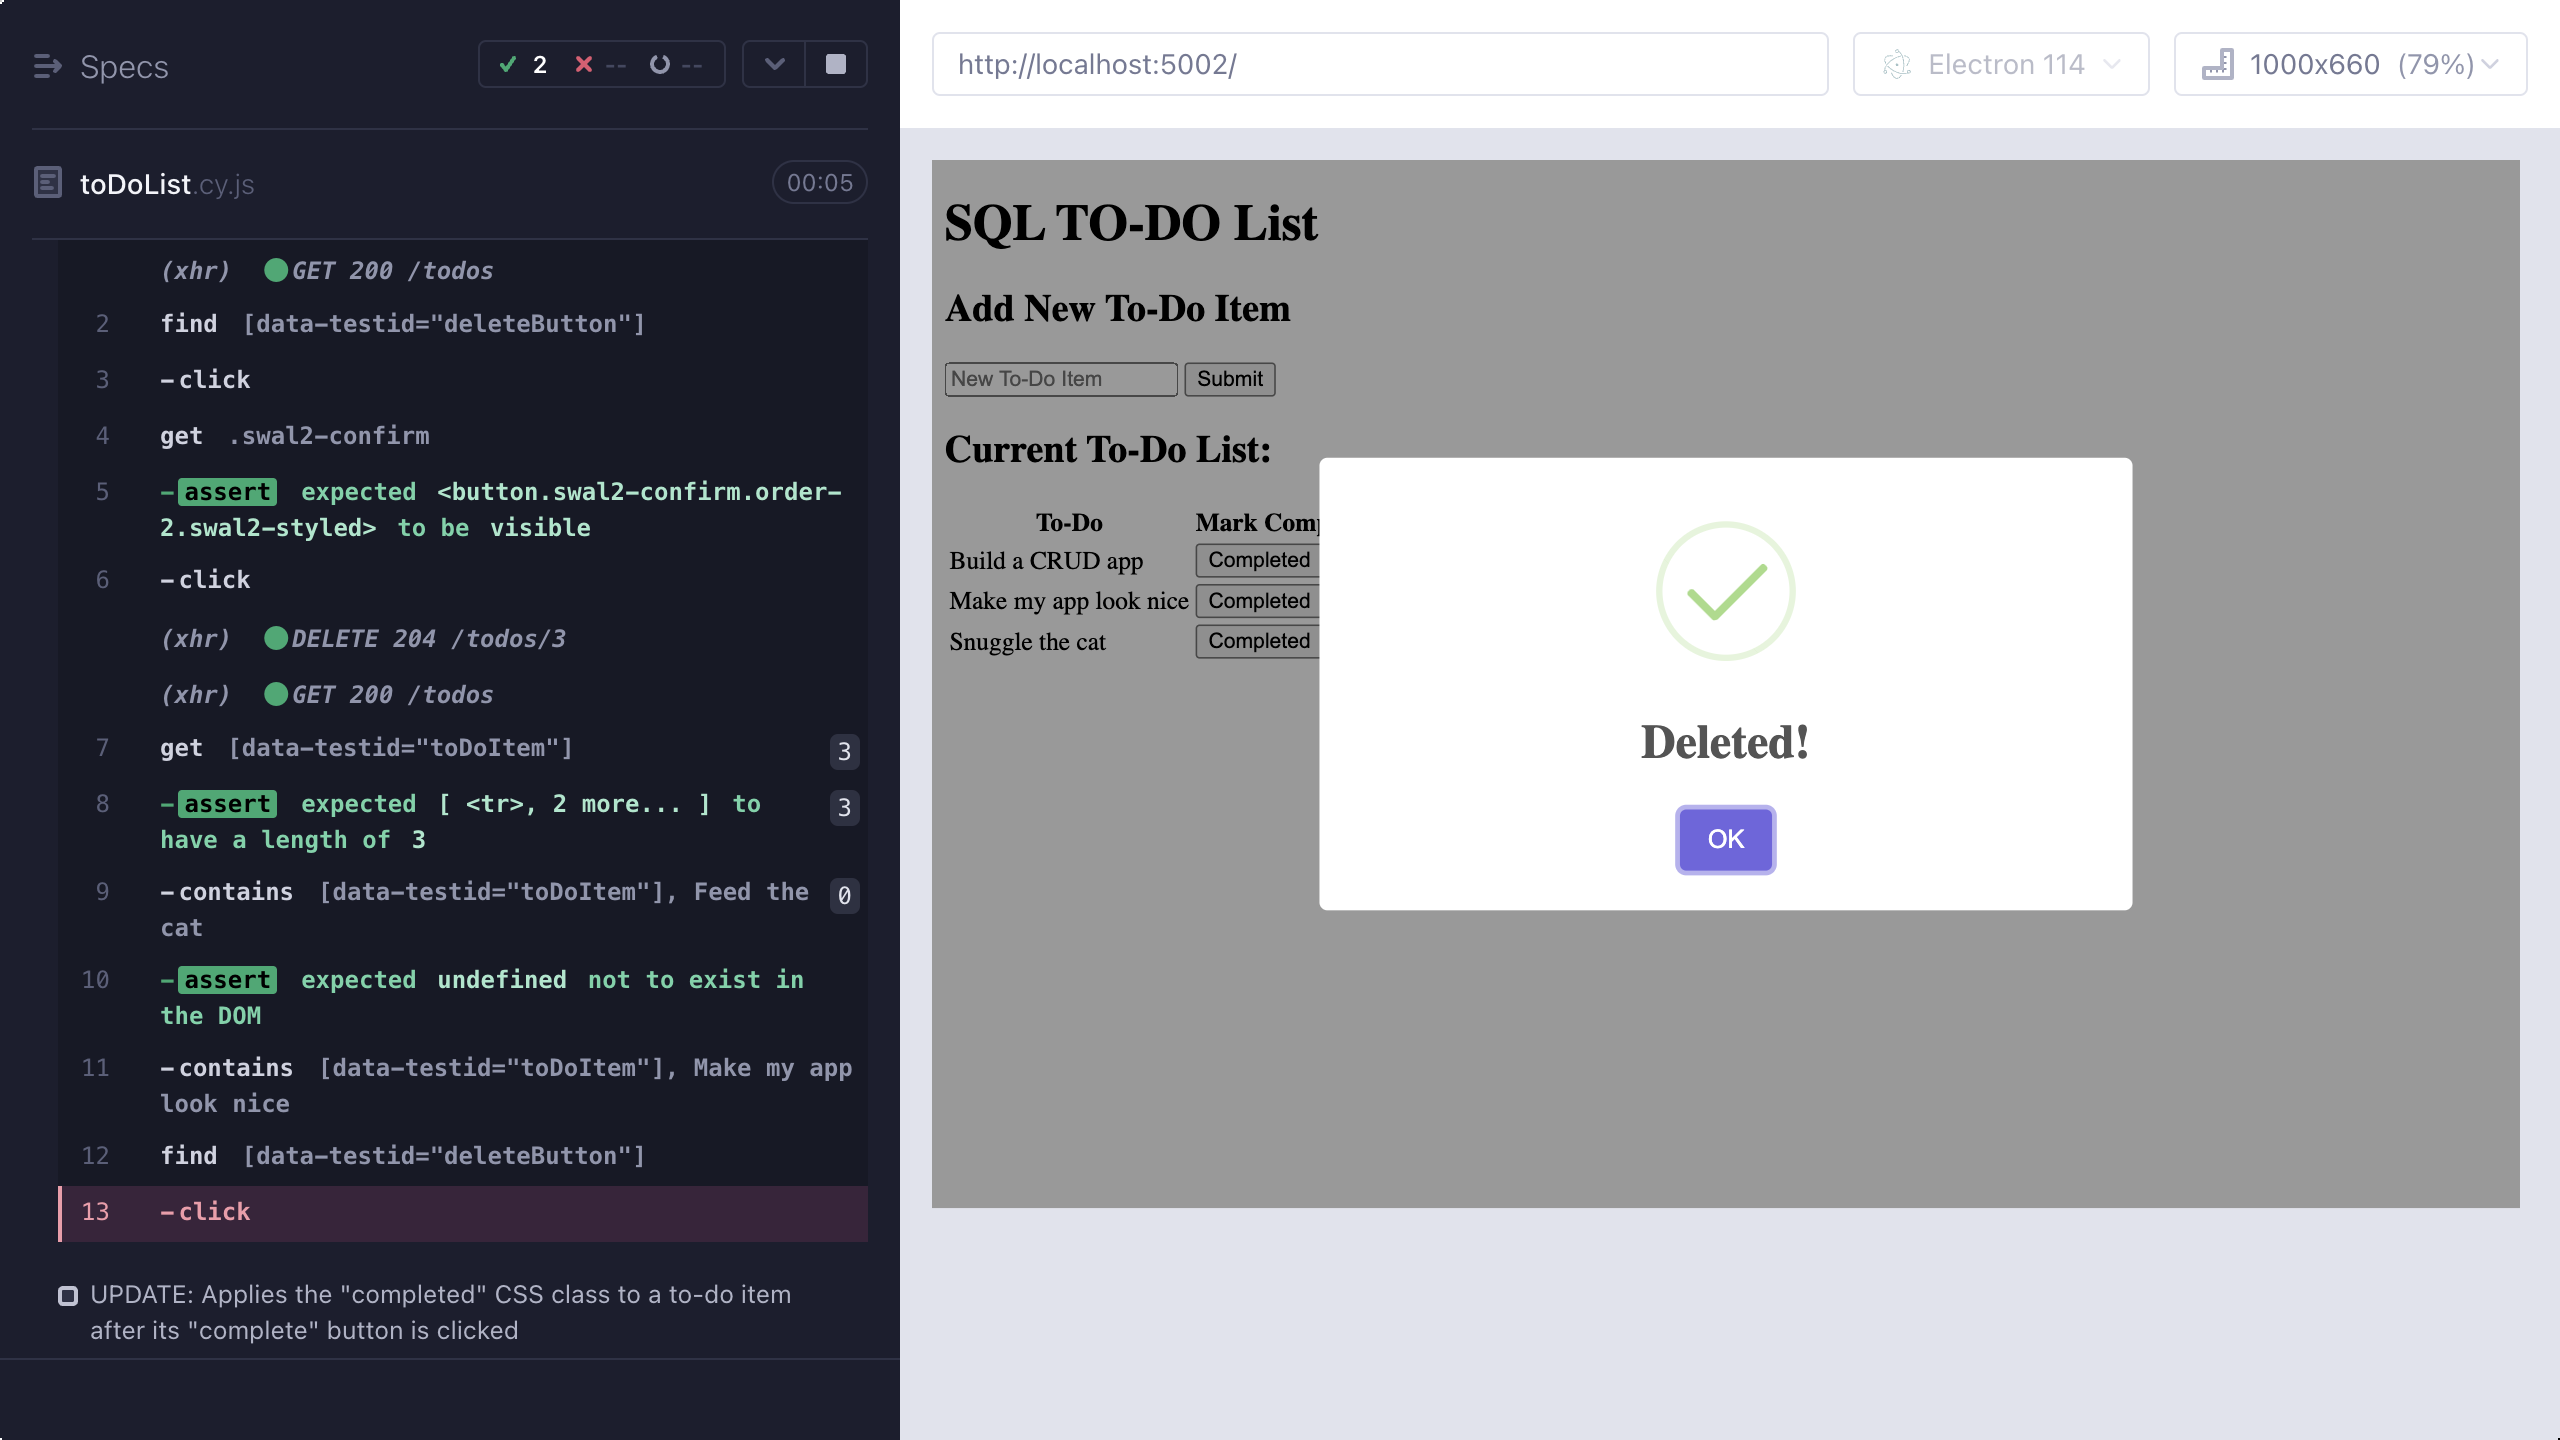 Specs
2 -- --
toDoList.cy.js 00:05
(xhr) GET 200 /todos
2 find [data-testid="deleteButton"]
3 -click
4 get .swal2-confirm
5 -assert expected <button.swal2-confirm.order-
2.swal2-styled> to be visible
6 -click
(xhr) DELETE 204 /todos/3
(xhr) GET 200 /todos
7 get [data-testid="toDoItem"] 3
8 -assert expected [ <tr>, 2 more... ] to 3
have a length of 3
9 -contains [data-testid="toDoItem"], Feed the 0
cat
10 -assert expected undefined not to exist in
the DOM
11 -contains [data-testid="toDoItem"], Make my app
look nice
12 find [data-testid="deleteButton"]
13 -click
UPDATE: Applies the "completed" CSS class to a to-do item
after its "complete" button is clicked
http://localhost:5002/
Electron 114
1000x660 (79%)
SQL TO-DO List
Add New To-Do Item
New To-Do Item Submit
Current To-Do List:
To-Do Mark Comp
Build a CRUD app Completed
Make my app look nice Completed
Snuggle the cat Completed
Deleted!
OK